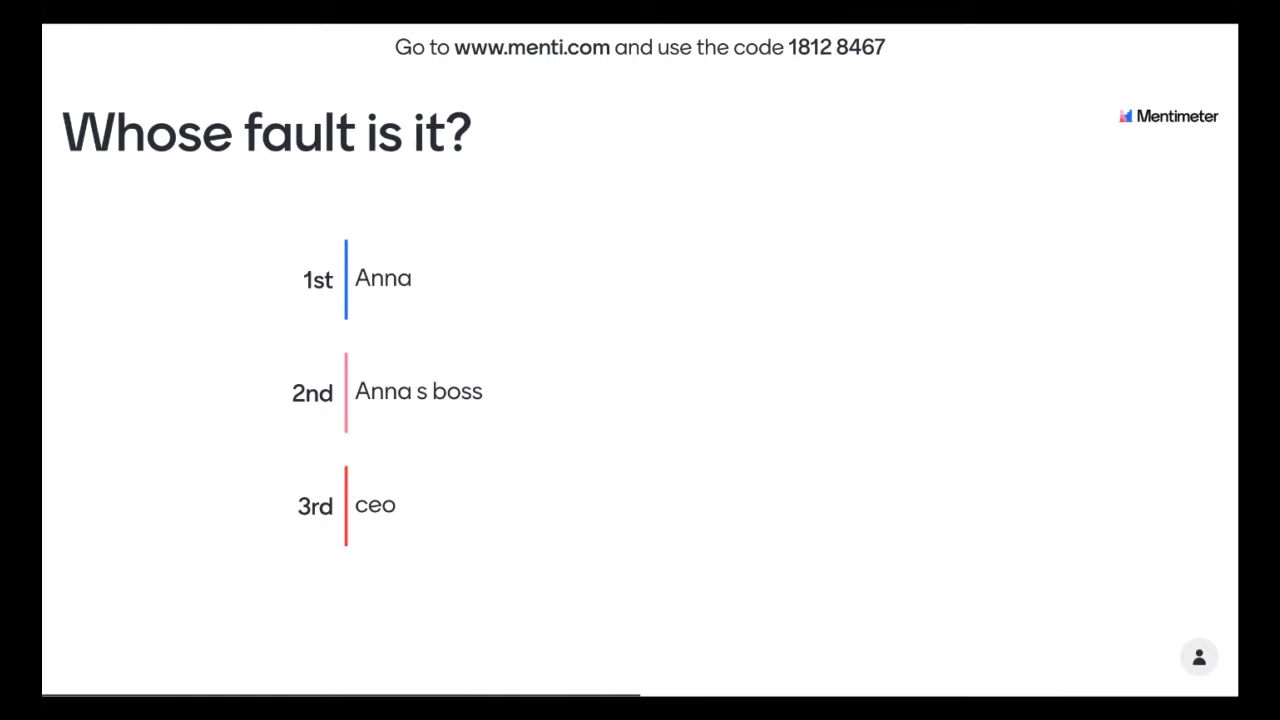 Go to www.menti.com and use the code 1812 8467
Whose fault is it?
Mentimeter
1st Anna
2nd Anna s boss
3rd ceo